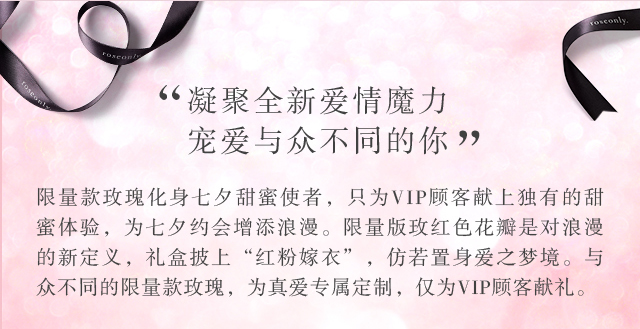 roseonly.
roseonly.
roseonly.
“凝聚全新爱情魔力
宠爱与众不同的你”
限量款玫瑰化身七夕甜蜜使者，只为VIP顾客献上独有的甜
蜜体验，为七夕约会增添浪漫。限量版玫红色花瓣是对浪漫
的新定义，礼盒披上“红粉嫁衣”，仿若置身爱之梦境。与
众不同的限量款玫瑰，为真爱专属定制，仅为VIP顾客献礼。